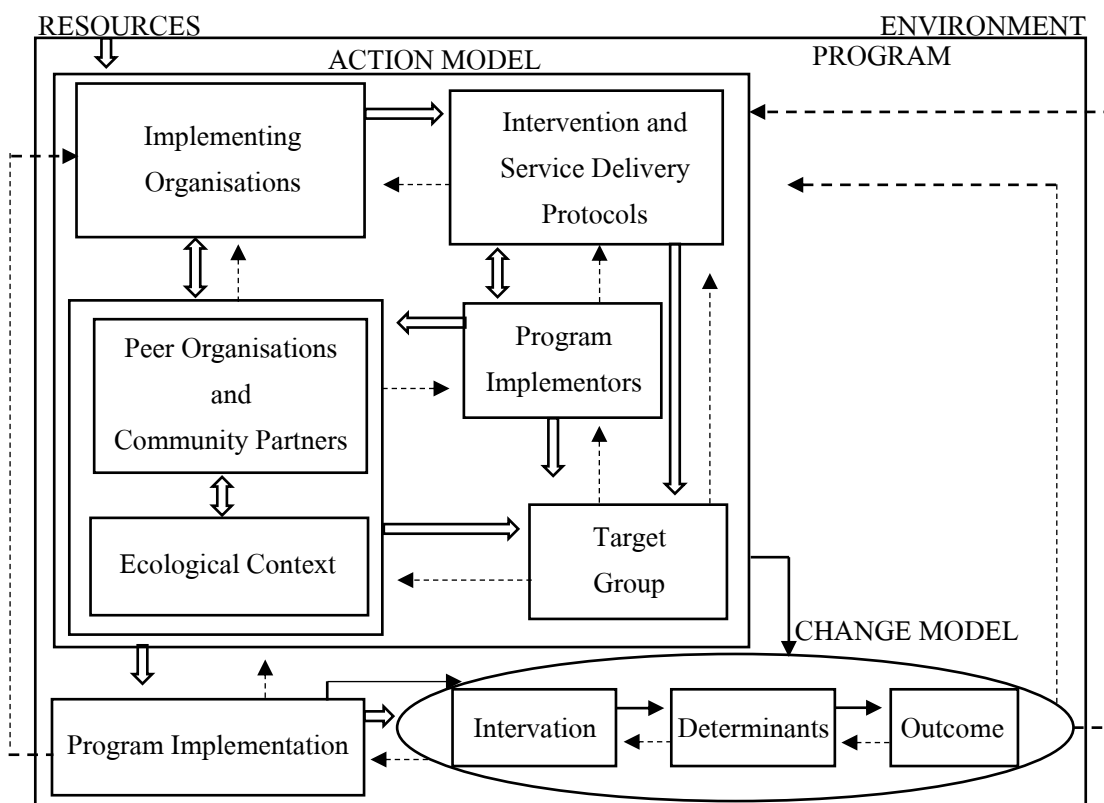 RESOURCES
ENVIRONMENT
PROGRAM
ACTION MODEL
Implementing
Organisations
Intervention and
Service Delivery
Protocols
Peer Organisations
and
Community Partners
Program
Implementors
Ecological Context
Target
Group
CHANGE MODEL
Program Implementation
Intervation
Determinants
Outcome